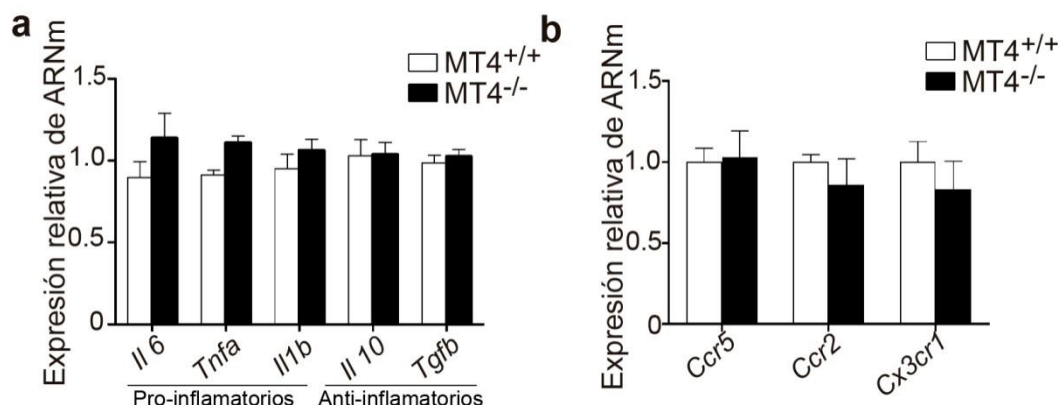 a
Expresión relativa de ARNm
MT4+/+
MT4-/-
1.5
1.0
0.5
0
Il 6
Tnfa
Il1b
Il 10
Tgfb
Pro-inflamatorios
Anti-inflamatorios
b
Expresión relativa de ARNm
MT4+/+
MT4-/-
1.5
1.0
0.5
0
Ccr5
Ccr2
Cx3cr1